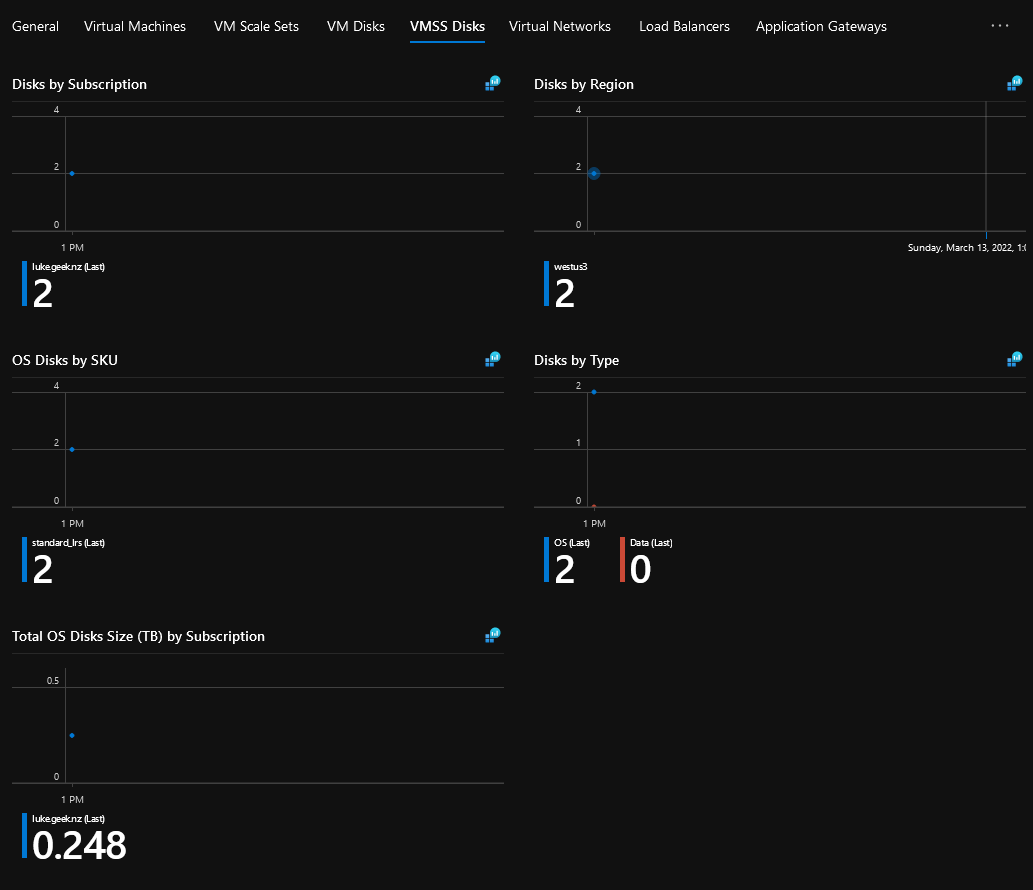 General Virtual Machines VM Scale Sets VM Disks VMSS Disks Virtual Networks Load Balancers Application Gateways ...
Disks by Subscription
4
2
0
1 PM
luke.geek.nz (Last)
2
Disks by Region
4
2
0
Sunday, March 13, 2022, 1:0
westus3
2
OS Disks by SKU
4
2
0
1 PM
standard_lrs (Last)
2
Disks by Type
2
1
0
1 PM
OS (Last) Data (Last)
2 0
Total OS Disks Size (TB) by Subscription
0.5
0
1 PM
luke.geek.nz (Last)
0.248